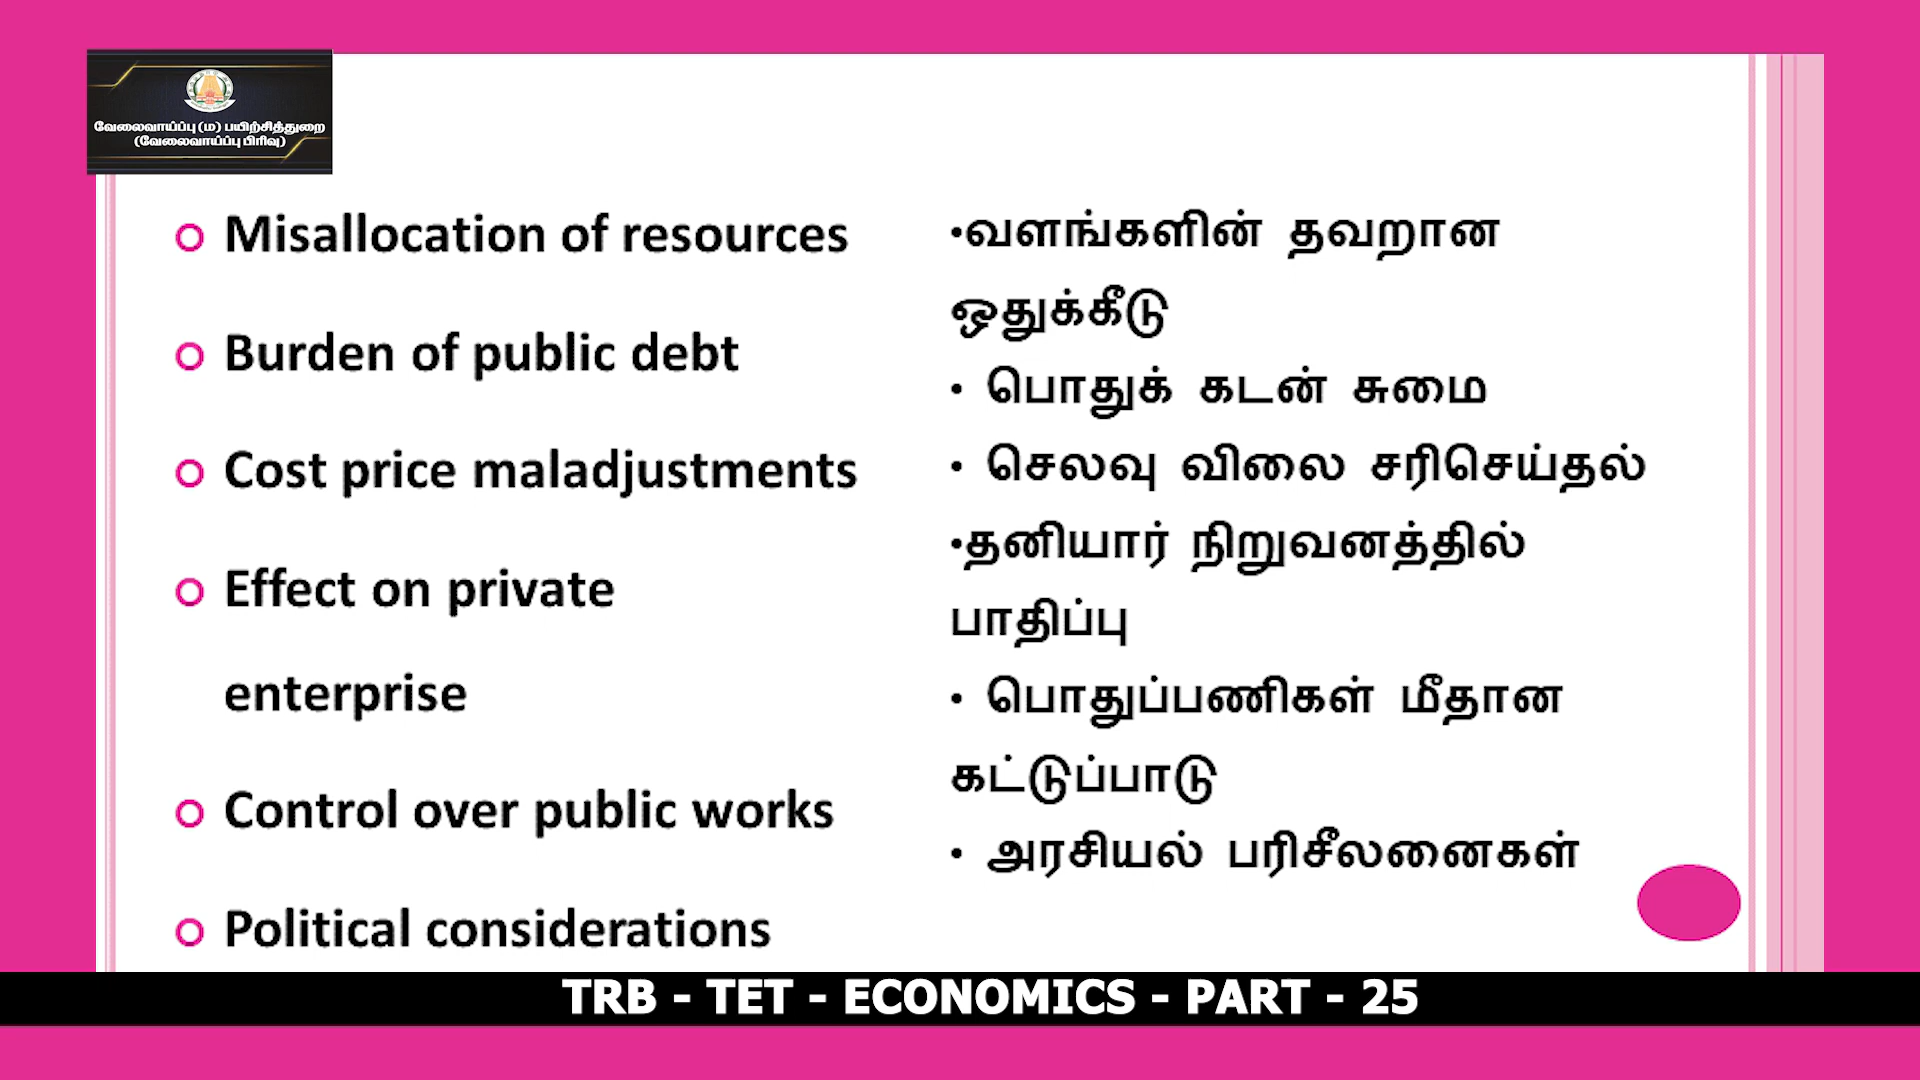 வேலைவாய்ப்பு (ம) பயிற்சித்துறை
(வேலைவாய்ப்பு பிரிவு)
Misallocation of resources
Burden of public debt
Cost price maladjustments
Effect on private
enterprise
Control over public works
Political considerations
•வளங்களின் தவறான
ஒதுக்கீடு
• பொதுக் கடன் சுமை
• செலவு விலை சரிசெய்தல்
•தனியார் நிறுவனத்தில்
பாதிப்பு
• பொதுப்பணிகள் மீதான
கட்டுப்பாடு
• அரசியல் பரிசீலனைகள்
TRB - TET - ECONOMICS - PART - 25